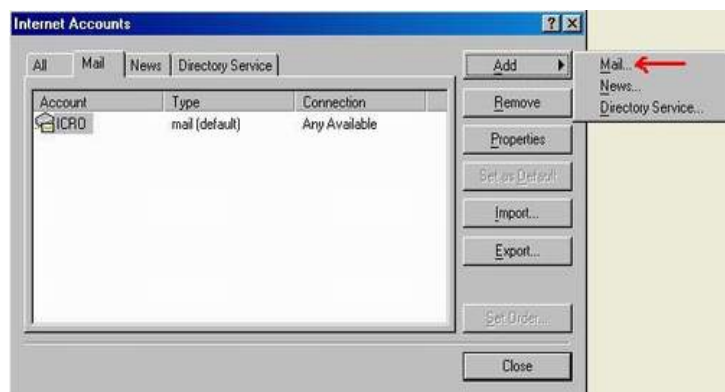 Internet Accounts
All Mail News Directory Service
Account Type Connection
ICRO mail (default) Any Available
Add
Remove
Properties
Set as Default
Import...
Export...
Set Order...
Close
Mail...
News...
Directory Service...